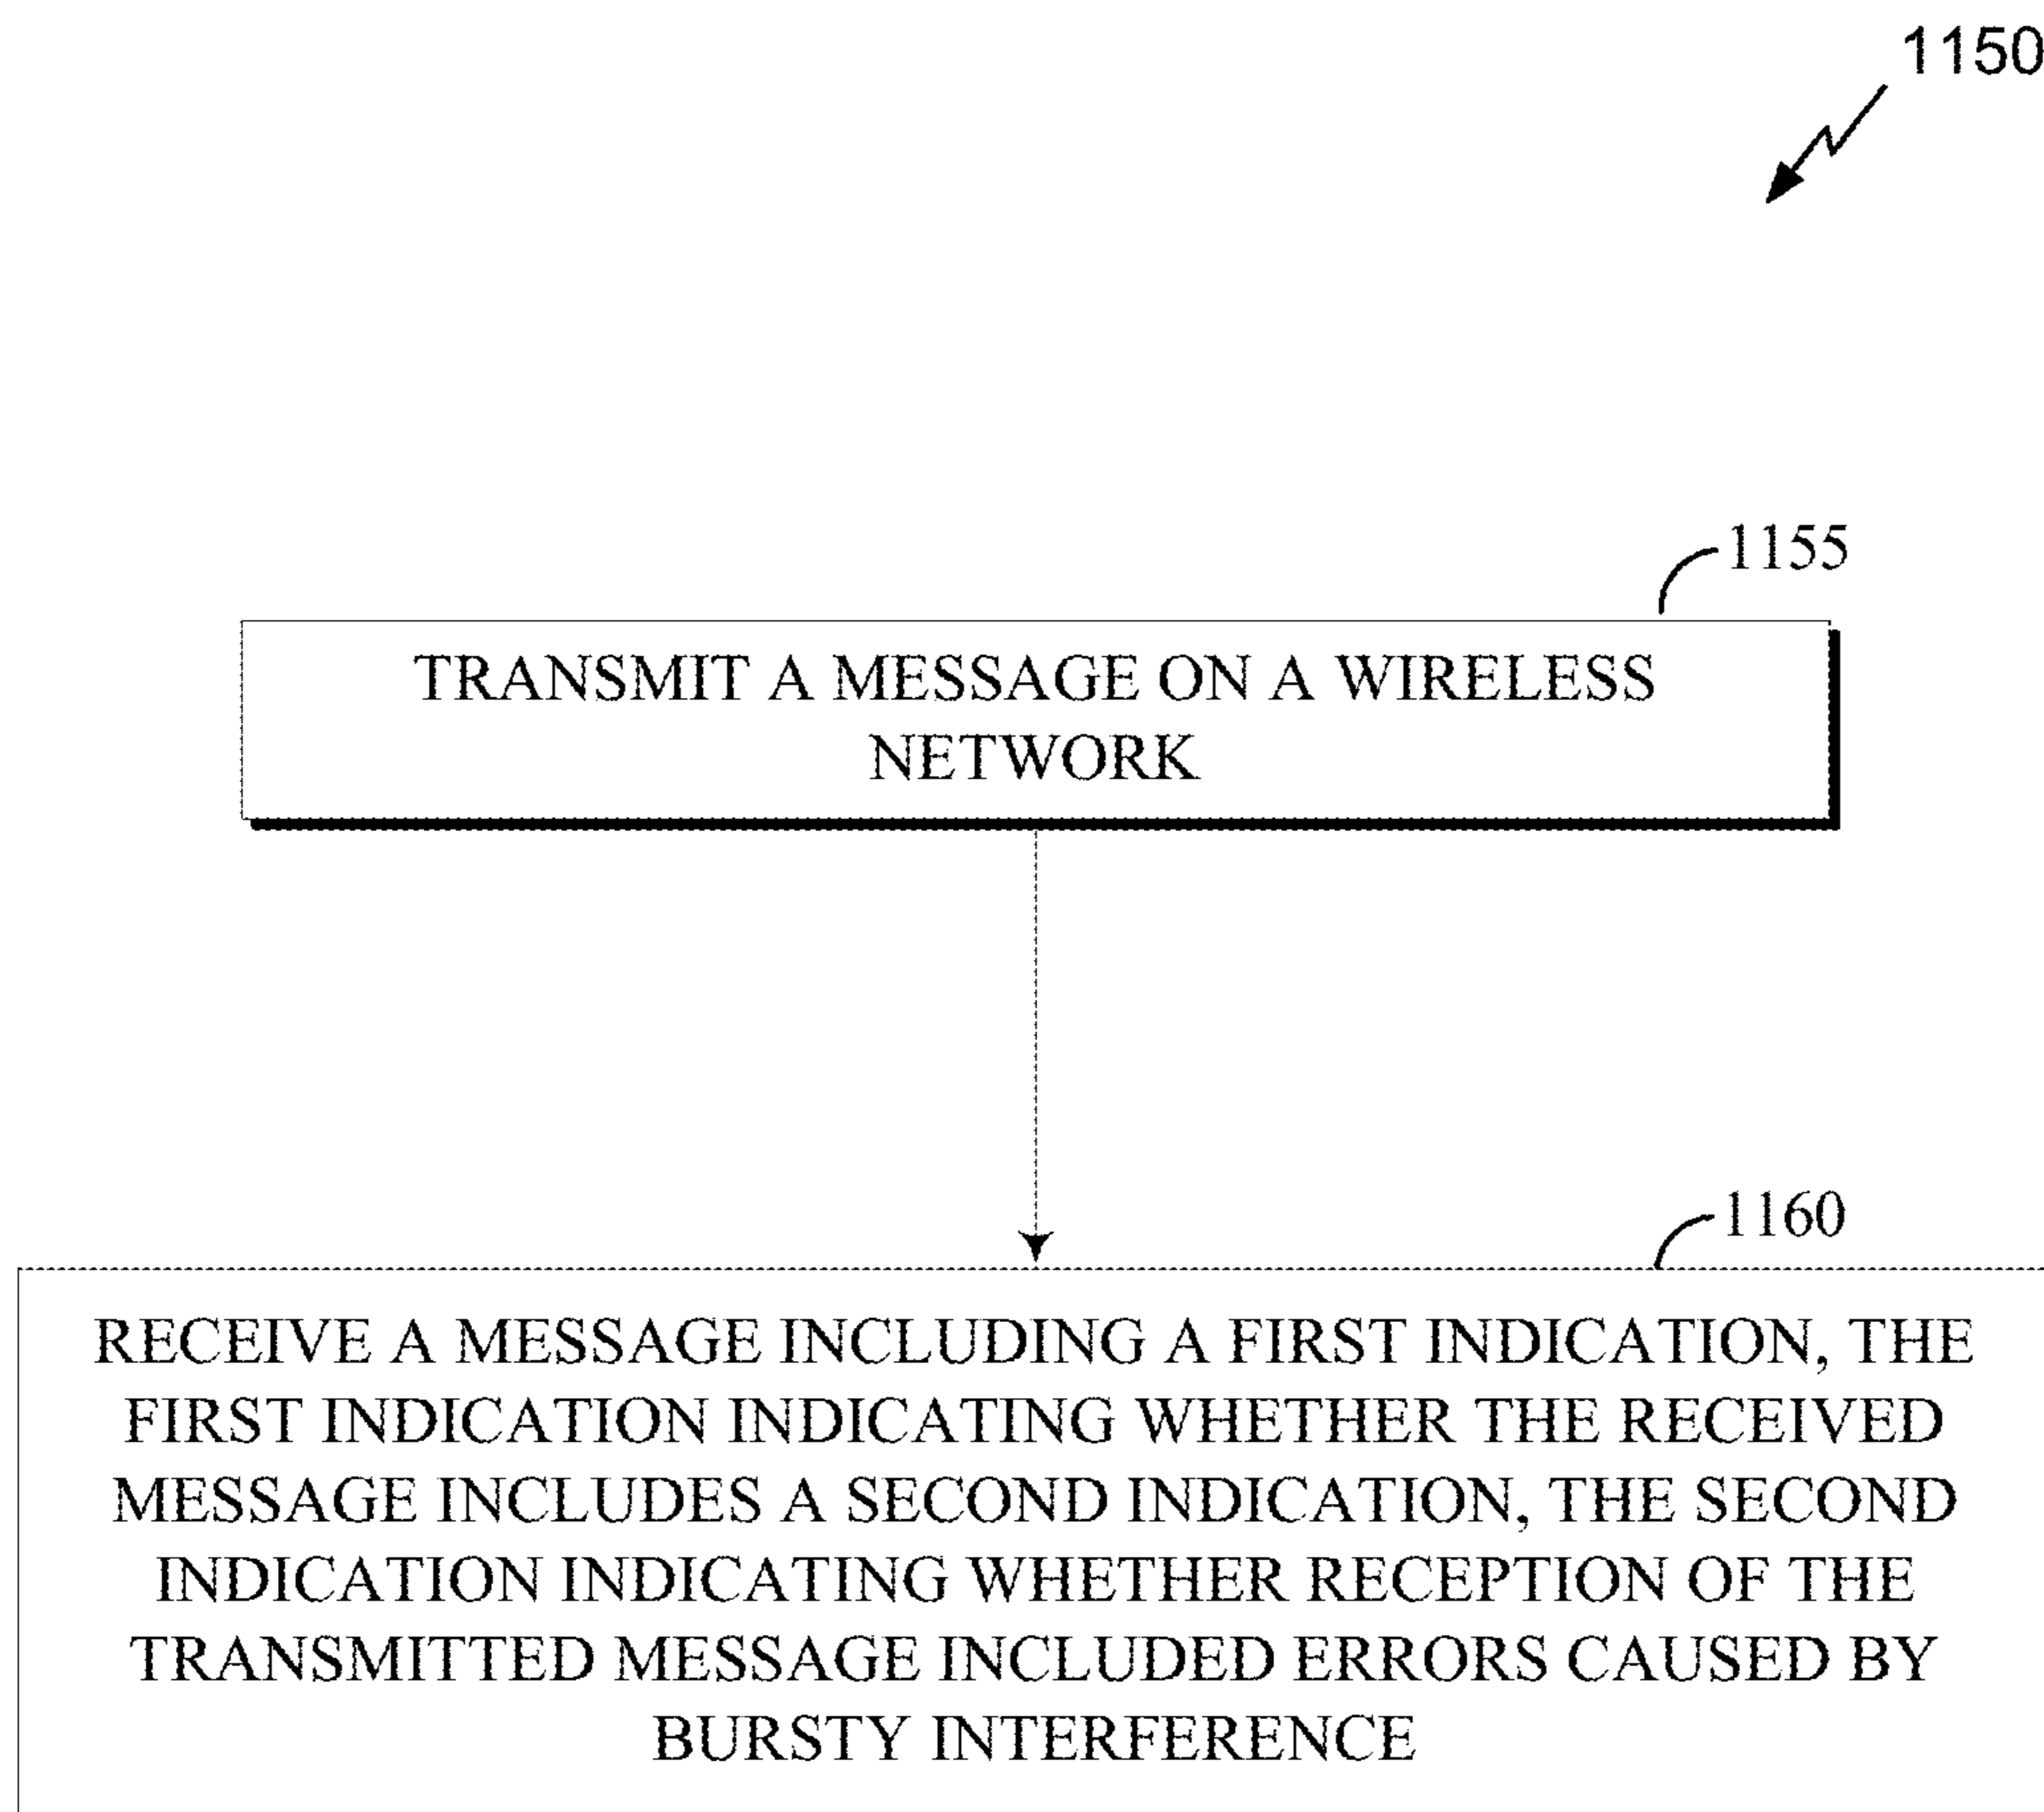 1150
1155
TRANSMIT A MESSAGE ON A WIRELESS
NETWORK
1160
RECEIVE A MESSAGE INCLUDING A FIRST INDICATION, THE
FIRST INDICATION INDICATING WHETHER THE RECEIVED
MESSAGE INCLUDES A SECOND INDICATION, THE SECOND
INDICATION INDICATING WHETHER RECEPTION OF THE
TRANSMITTED MESSAGE INCLUDED ERRORS CAUSED BY
BURSTY INTERFERENCE